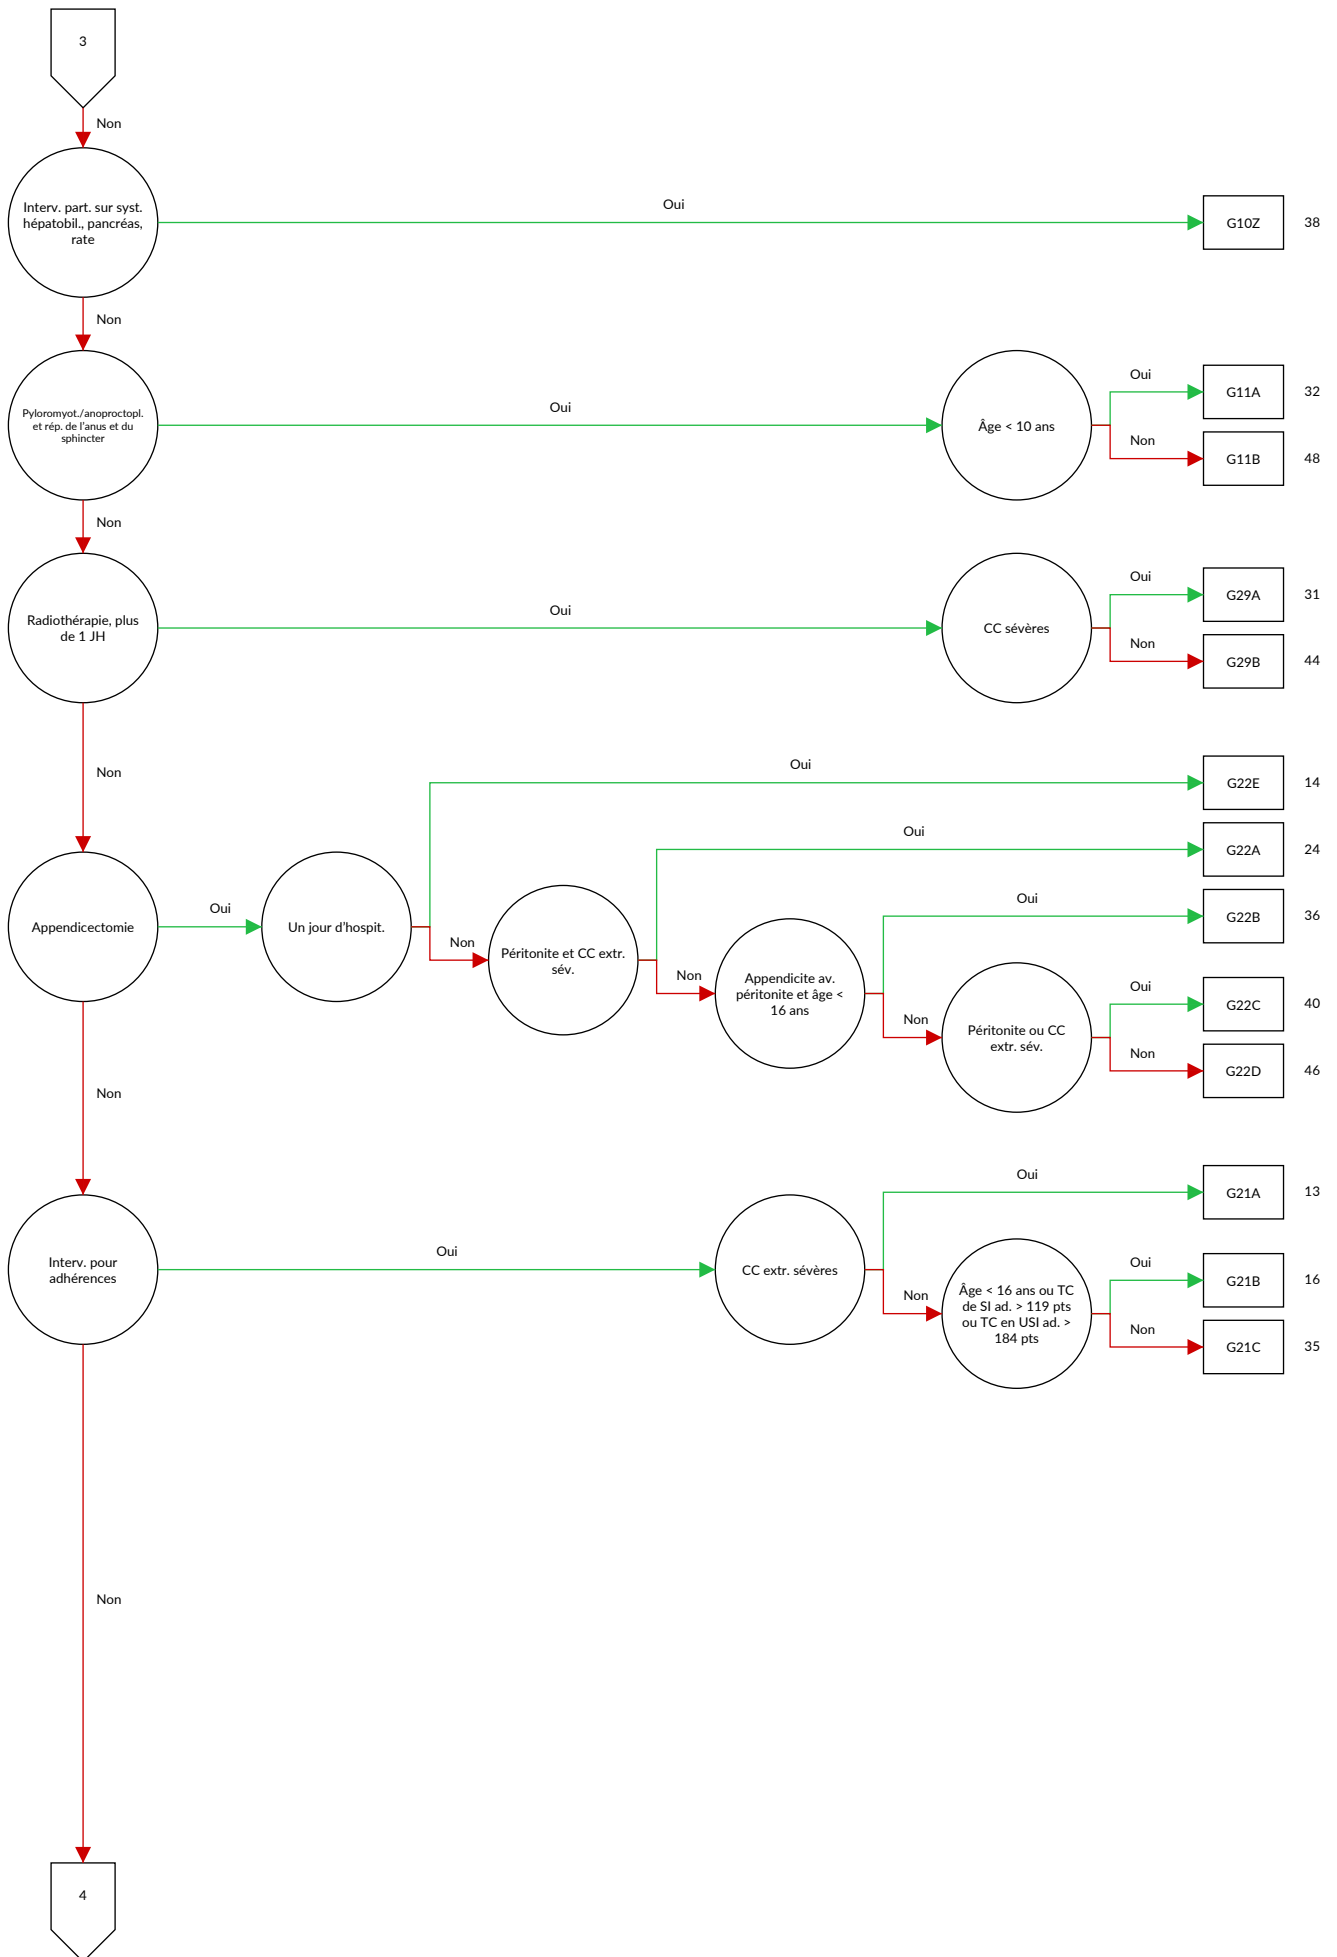 3
Non
Interv. part. sur syst.
hépatobil., pancréas,
rate
Oui
G10Z
38
Non
Pyloromyot./anoproctopl.
et rép. de l'anus et du
sphincter
Oui
Âge < 10 ans
Oui
G11A
32
Non
G11B
48
Non
Radiothérapie, plus
de 1 JH
Oui
CC sévères
Oui
G29A
31
Non
G29B
44
Non
Appendicectomie
Oui
Un jour d'hospit.
Oui
G22E
14
Non
Péritonite et CC extr.
sév.
Oui
G22A
24
Non
Appendicite av.
péritonite et âge <
16 ans
Oui
G22B
36
Non
Péritonite ou CC
extr. sév.
Oui
G22C
40
Non
G22D
46
Non
Interv. pour
adhérences
Oui
CC extr. sévères
Oui
G21A
13
Non
Âge < 16 ans ou TC
de SI ad. > 119 pts
ou TC en USI ad. >
184 pts
Oui
G21B
16
Non
G21C
35
Non
4